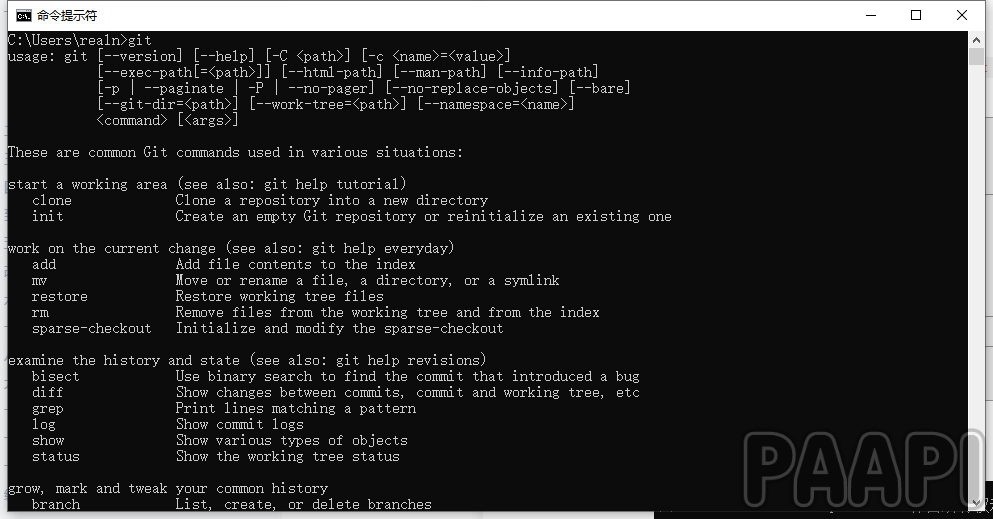 命令提示符
C:\Users\realn>git
usage: git [--version] [--help] [-C <path>] [-c <name>=<value>]
           [--exec-path[=<path>]] [--html-path] [--man-path] [--info-path]
           [-p | --paginate | -P | --no-pager] [--no-replace-objects] [--bare]
           [--git-dir=<path>] [--work-tree=<path>] [--namespace=<name>]
           <command> [<args>]
These are common Git commands used in various situations:
start a working area (see also: git help tutorial)
   clone             Clone a repository into a new directory
   init              Create an empty Git repository or reinitialize an existing one
work on the current change (see also: git help everyday)
   add               Add file contents to the index
   mv                Move or rename a file, a directory, or a symlink
   restore           Restore working tree files
   rm                Remove files from the working tree and from the index
   sparse-checkout   Initialize and modify the sparse-checkout
examine the history and state (see also: git help revisions)
   bisect            Use binary search to find the commit that introduced a bug
   diff              Show changes between commits, commit and working tree, etc
   grep              Print lines matching a pattern
   log               Show commit logs
   show              Show various types of objects
   status            Show the working tree status
grow, mark and tweak your common history
   branch            List, create, or delete branches
PAAPI